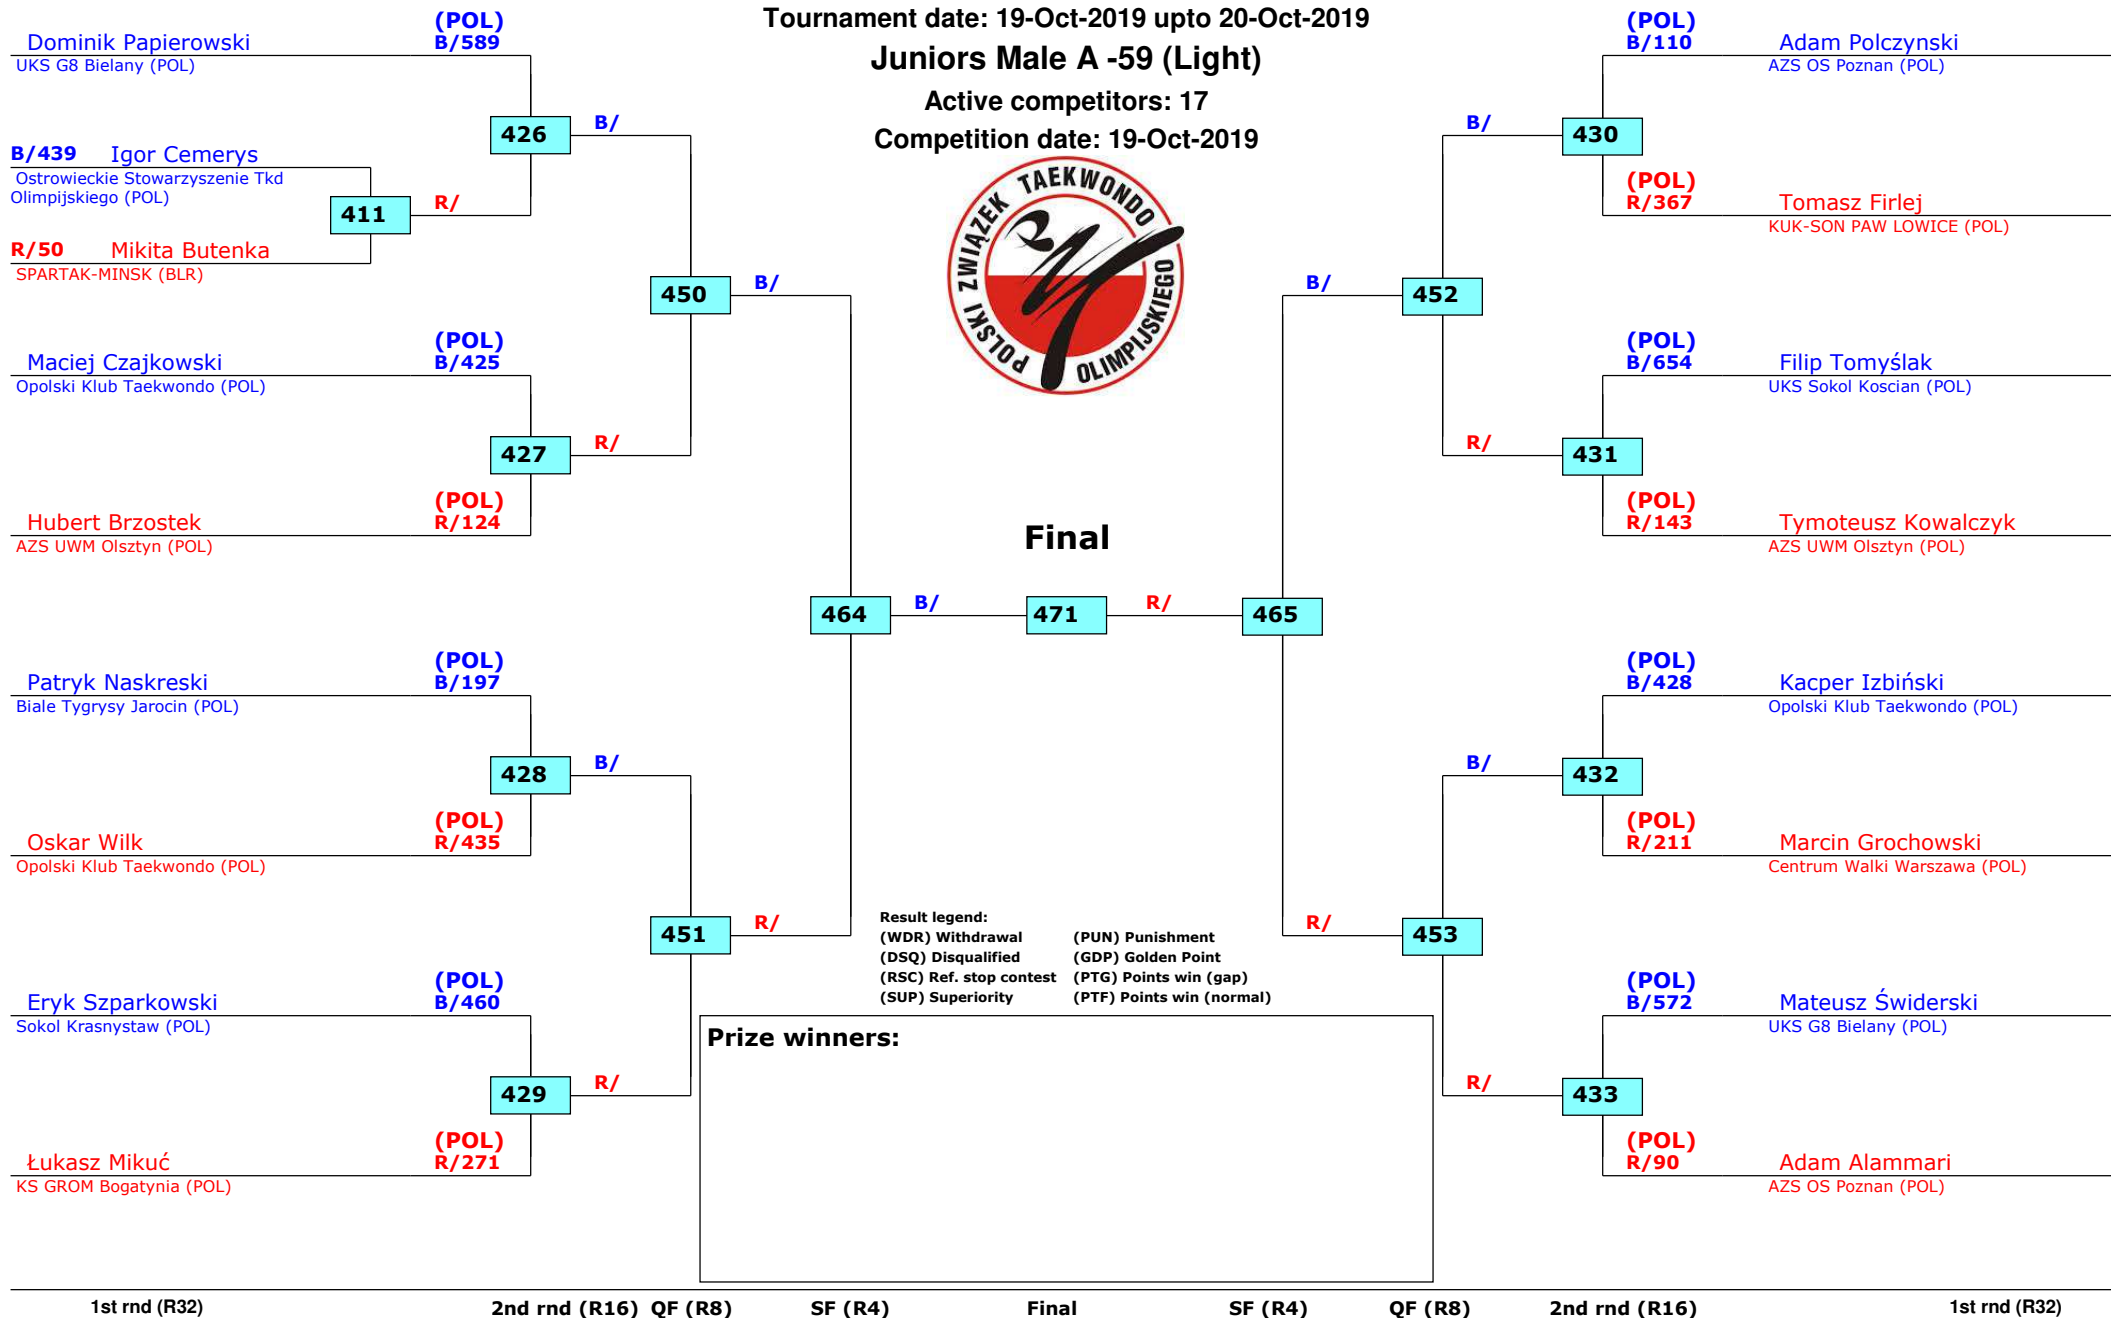 Tournament date: 19-Oct-2019 upto 20-Oct-2019
Juniors Male A -59 (Light)
Active competitors: 17
Competition date: 19-Oct-2019
POLSKI ZWIĄZEK TAEKWONDO OLIMPIJSKIEGO
(POL)
Dominik Papierowski B/589
UKS G8 Bielany (POL)
426 B/
B/439 Igor Cemerys
Ostrowieckie Stowarzyszenie Tkd
Olimpijskiego (POL)
411 R/
R/50 Mikita Butenka
SPARTAK-MINSK (BLR)
450 B/
(POL)
Maciej Czajkowski B/425
Opolski Klub Taekwondo (POL)
427 R/
(POL)
Hubert Brzostek R/124
AZS UWM Olsztyn (POL)
Final
464 B/ 471 R/ 465
(POL)
Patryk Naskreski B/197
Biale Tygrysy Jarocin (POL)
428 B/
(POL)
Oskar Wilk R/435
Opolski Klub Taekwondo (POL)
451 R/
(POL)
Eryk Szparkowski B/460
Sokol Krasnystaw (POL)
429 R/
(POL)
Łukasz Mikuć R/271
KS GROM Bogatynia (POL)
(POL)
B/110 Adam Polczynski
AZS OS Poznan (POL)
B/ 430
(POL)
R/367 Tomasz Firlej
KUK-SON PAW LOWICE (POL)
B/ 452
(POL)
B/654 Filip Tomyślak
UKS Sokol Koscian (POL)
R/ 431
(POL)
R/143 Tymoteusz Kowalczyk
AZS UWM Olsztyn (POL)
(POL)
B/428 Kacper Izbiński
Opolski Klub Taekwondo (POL)
B/ 432
(POL)
R/211 Marcin Grochowski
Centrum Walki Warszawa (POL)
R/ 453
(POL)
B/572 Mateusz Świderski
UKS G8 Bielany (POL)
R/ 433
(POL)
R/90 Adam Alammari
AZS OS Poznan (POL)
Result legend:
(WDR) Withdrawal (PUN) Punishment
(DSQ) Disqualified (GDP) Golden Point
(RSC) Ref. stop contest (PTG) Points win (gap)
(SUP) Superiority (PTF) Points win (normal)
Prize winners:
1st rnd (R32) 2nd rnd (R16) QF (R8) SF (R4) Final SF (R4) QF (R8) 2nd rnd (R16) 1st rnd (R32)